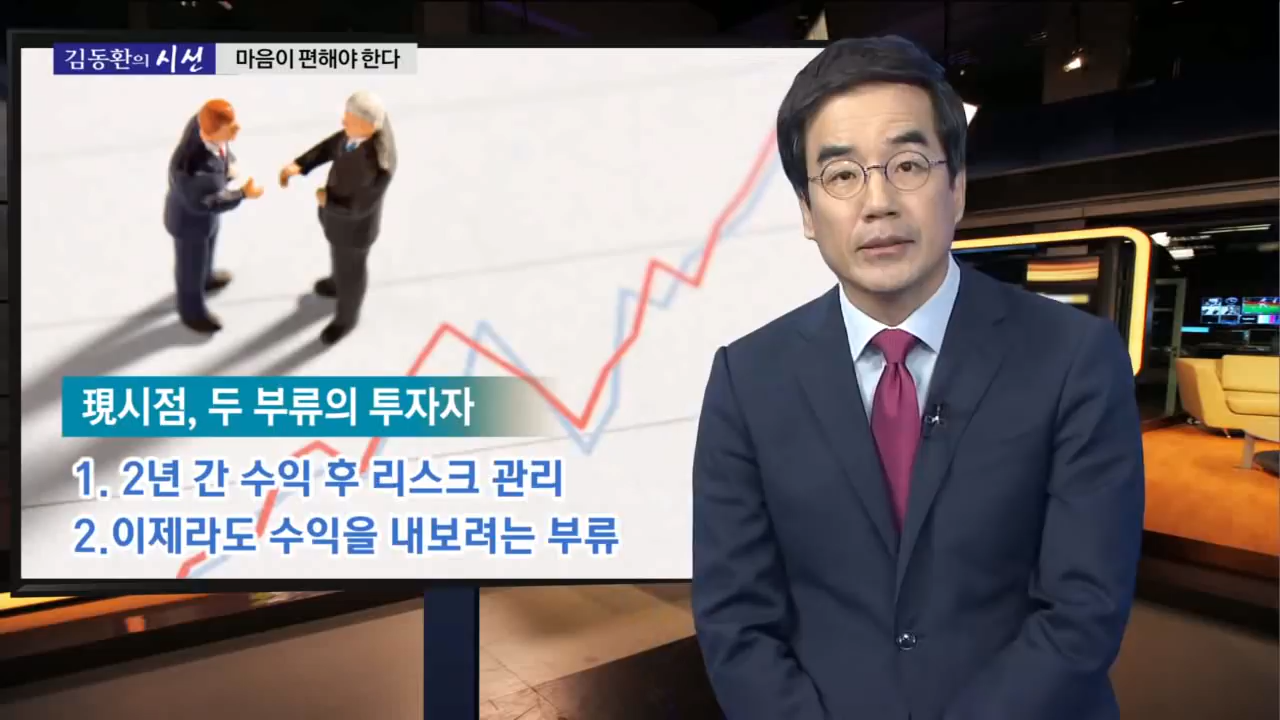 김동환의 시선 마음이 편해야 한다
現시점, 두 부류의 투자자
1. 2년 간 수익 후 리스크 관리
2.이제라도 수익을 내보려는 부류